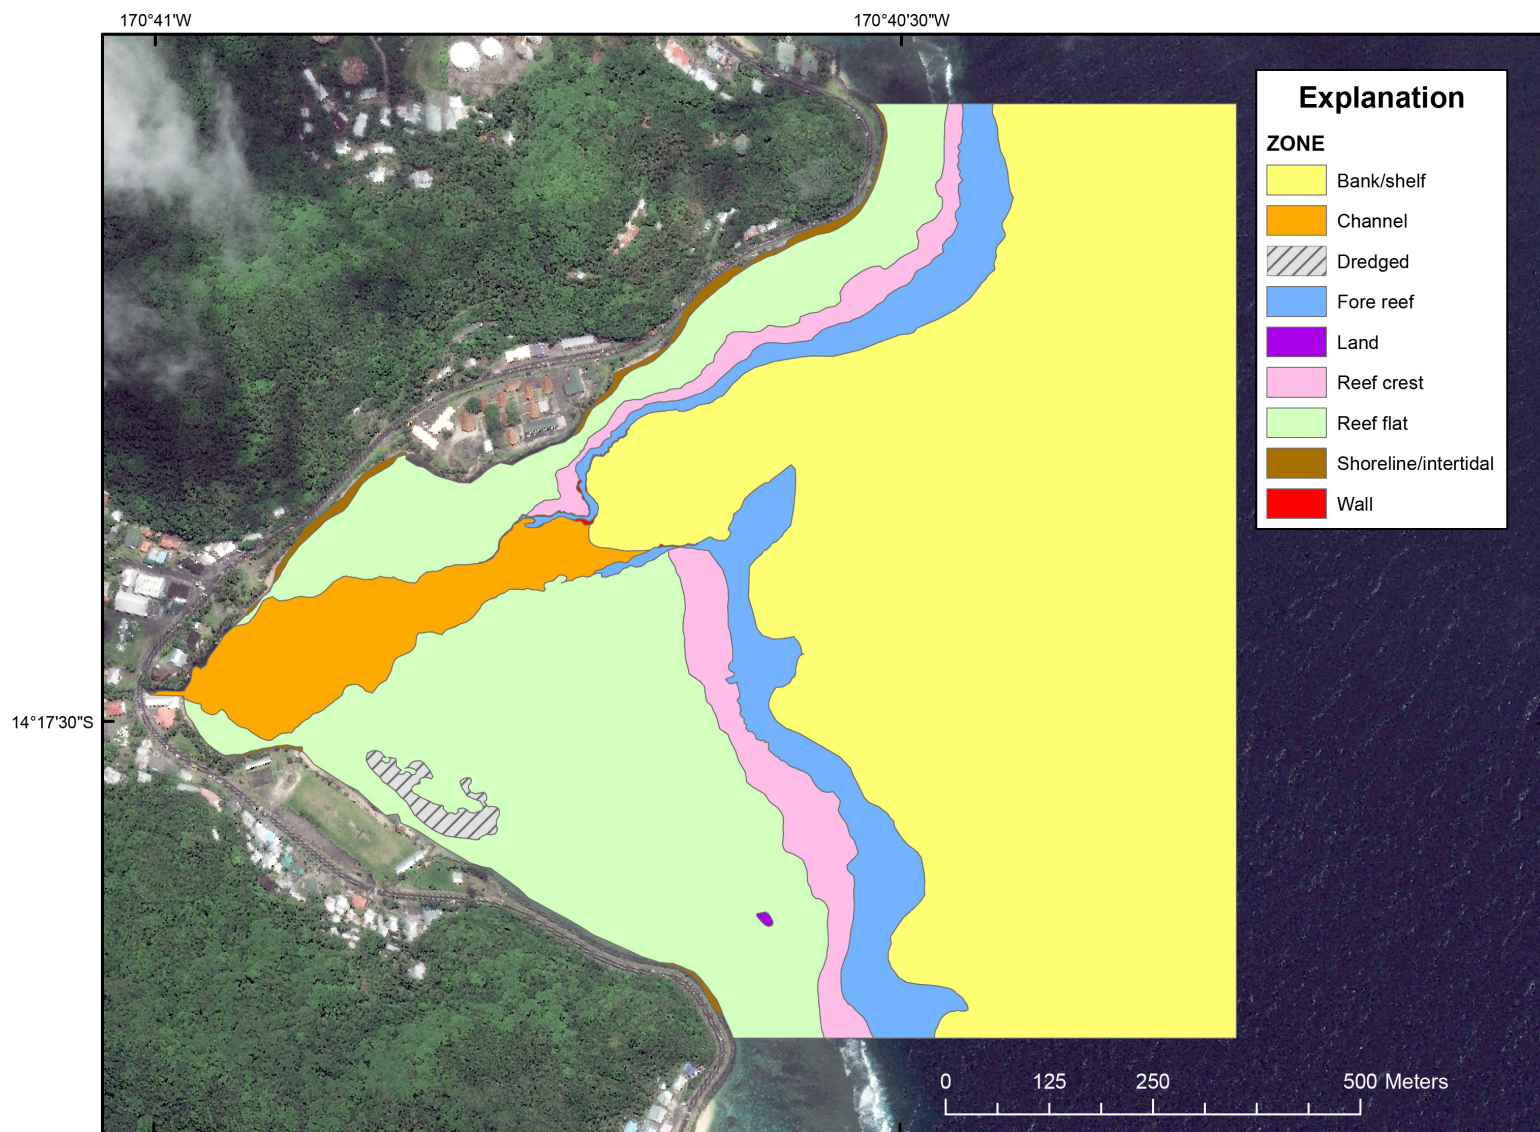 170°41'W
170°40'30"W
Explanation
ZONE
Bank/shelf
Channel
Dredged
Fore reef
Land
Reef crest
Reef flat
Shoreline/intertidal
Wall
14°17'30"S
0 125 250 500 Meters